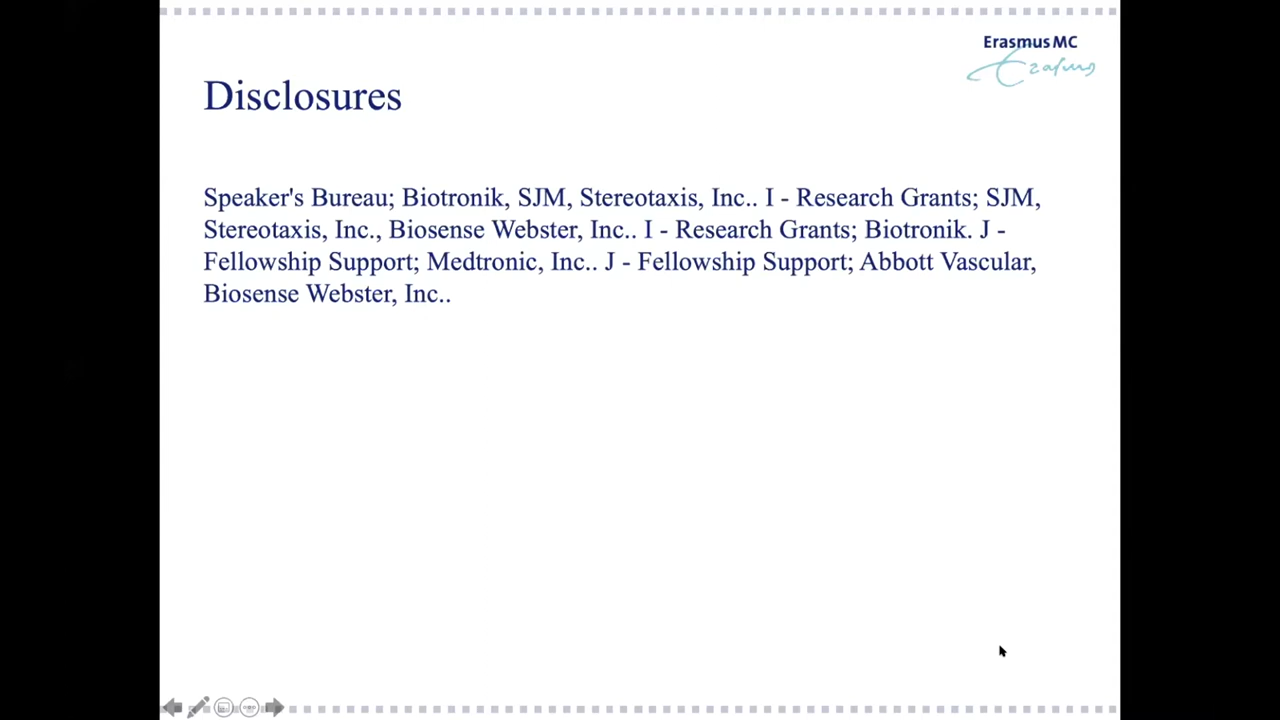 Erasmus MC
Erasmus
Disclosures
Speaker's Bureau; Biotronik, SJM, Stereotaxis, Inc.. I - Research Grants; SJM,
Stereotaxis, Inc., Biosense Webster, Inc.. I - Research Grants; Biotronik. J -
Fellowship Support; Medtronic, Inc.. J - Fellowship Support; Abbott Vascular,
Biosense Webster, Inc..